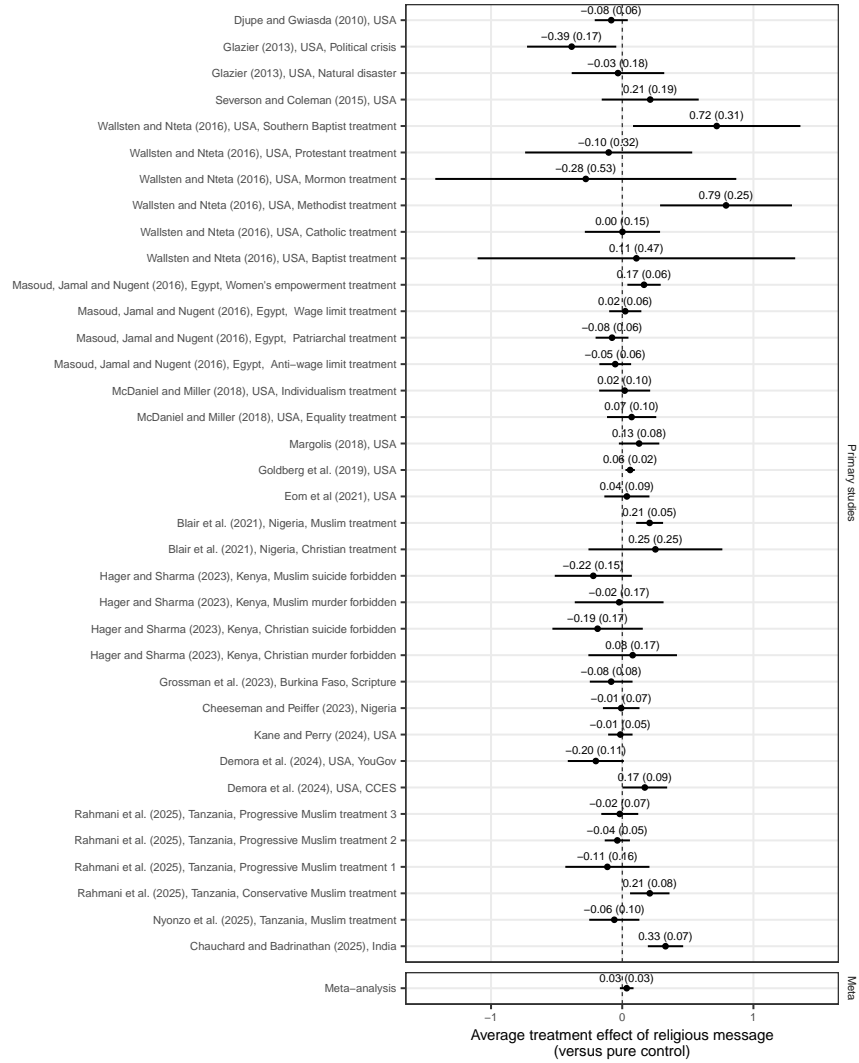 Djupe and Gwiasda (2010), USA −0.08 (0.06)
Glazier (2013), USA, Political crisis −0.39 (0.17)
Glazier (2013), USA, Natural disaster −0.03 (0.18)
Severson and Coleman (2015), USA 0.21 (0.19)
Wallsten and Nteta (2016), USA, Southern Baptist treatment 0.72 (0.31)
Wallsten and Nteta (2016), USA, Protestant treatment −0.10 (0.32)
Wallsten and Nteta (2016), USA, Mormon treatment −0.28 (0.53)
Wallsten and Nteta (2016), USA, Methodist treatment 0.79 (0.25)
Wallsten and Nteta (2016), USA, Catholic treatment 0.00 (0.15)
Wallsten and Nteta (2016), USA, Baptist treatment 0.11 (0.47)
Masoud, Jamal and Nugent (2016), Egypt, Women's empowerment treatment 0.17 (0.06)
Masoud, Jamal and Nugent (2016), Egypt, Wage limit treatment 0.02 (0.06)
Masoud, Jamal and Nugent (2016), Egypt, Patriarchal treatment −0.08 (0.06)
Masoud, Jamal and Nugent (2016), Egypt, Anti−wage limit treatment −0.05 (0.06)
McDaniel and Miller (2018), USA, Individualism treatment 0.02 (0.10)
McDaniel and Miller (2018), USA, Equality treatment 0.07 (0.10)
Margolis (2018), USA 0.13 (0.08)
Goldberg et al. (2019), USA 0.06 (0.02)
Eom et al (2021), USA 0.04 (0.09)
Blair et al. (2021), Nigeria, Muslim treatment 0.21 (0.05)
Blair et al. (2021), Nigeria, Christian treatment 0.25 (0.25)
Hager and Sharma (2023), Kenya, Muslim suicide forbidden −0.22 (0.15)
Hager and Sharma (2023), Kenya, Muslim murder forbidden −0.02 (0.17)
Hager and Sharma (2023), Kenya, Christian suicide forbidden −0.19 (0.17)
Hager and Sharma (2023), Kenya, Christian murder forbidden 0.08 (0.17)
Grossman et al. (2023), Burkina Faso, Scripture −0.08 (0.08)
Cheeseman and Peiffer (2023), Nigeria −0.01 (0.07)
Kane and Perry (2024), USA −0.01 (0.05)
Demora et al. (2024), USA, YouGov −0.20 (0.11)
Demora et al. (2024), USA, CCES 0.17 (0.09)
Rahmani et al. (2025), Tanzania, Progressive Muslim treatment 3 −0.02 (0.07)
Rahmani et al. (2025), Tanzania, Progressive Muslim treatment 2 −0.04 (0.05)
Rahmani et al. (2025), Tanzania, Progressive Muslim treatment 1 −0.11 (0.16)
Rahmani et al. (2025), Tanzania, Conservative Muslim treatment 0.21 (0.08)
Nyonzo et al. (2025), Tanzania, Muslim treatment −0.06 (0.10)
Chauchard and Badrinathan (2025), India 0.33 (0.07)
Primary studies
Meta−analysis 0.03 (0.03)
Meta
−1 0 1
Average treatment effect of religious message
(versus pure control)